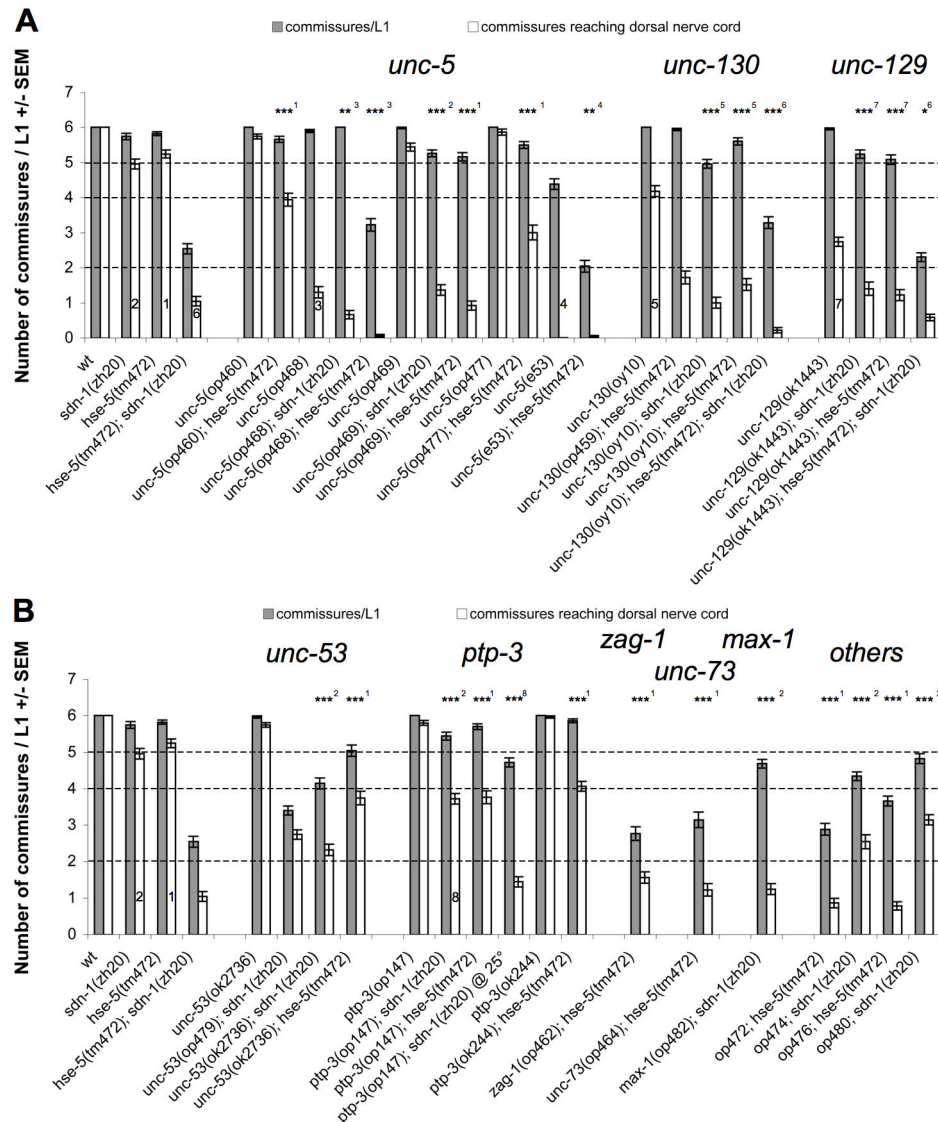 A
commissures/L1 commissures reaching dorsal nerve cord
unc-5 unc-130 unc-129
Number of commissures / L1 +/- SEM
7
6
5
4
3
2
1
0
***1 **3 ***3 ***2 ***1 ***1 **4 ***5 ***5 ***6 ***7 ***7 *6
2 1 6 3 4 5 7
wt
sdn-1(zh20)
hse-5(tm472)
hse-5(tm472); sdn-1(zh20)
unc-5(op460)
unc-5(op460); hse-5(tm472)
unc-5(op468)
unc-5(op468); sdn-1(zh20)
unc-5(op468); hse-5(tm472)
unc-5(op469)
unc-5(op469); sdn-1(zh20)
unc-5(op469); hse-5(tm472)
unc-5(op477)
unc-5(op477); hse-5(tm472)
unc-5(e53)
unc-5(e53); hse-5(tm472)
unc-130(oy10)
unc-130(op459); hse-5(tm472)
unc-130(oy10); sdn-1(zh20)
unc-130(oy10); hse-5(tm472)
unc-130(oy10); hse-5(tm472); sdn-1(zh20)
unc-129(ok1443)
unc-129(ok1443); sdn-1(zh20)
unc-129(ok1443); hse-5(tm472)
unc-129(ok1443); hse-5(tm472); sdn-1(zh20)
B
commissures/L1 commissures reaching dorsal nerve cord
unc-53 ptp-3 zag-1 unc-73 max-1 others
Number of commissures / L1 +/- SEM
7
6
5
4
3
2
1
0
***2 ***1 ***2 ***1 ***8 ***1 ***1 ***1 ***2 ***1 ***2 ***1 ***
2 1 8
wt
sdn-1(zh20)
hse-5(tm472)
hse-5(tm472); sdn-1(zh20)
unc-53(ok2736)
unc-53(op479); sdn-1(zh20)
unc-53(ok2736); sdn-1(zh20)
unc-53(ok2736); hse-5(tm472)
ptp-3(op147)
ptp-3(op147); sdn-1(zh20)
ptp-3(op147); hse-5(tm472)
ptp-3(op147); sdn-1(zh20) @ 25°
ptp-3(ok244)
ptp-3(ok244); hse-5(tm472)
zag-1(op462); hse-5(tm472)
unc-73(op464); hse-5(tm472)
max-1(op482); sdn-1(zh20)
op472; hse-5(tm472)
op474; sdn-1(zh20)
op476; hse-5(tm472)
op480; sdn-1(zh20)